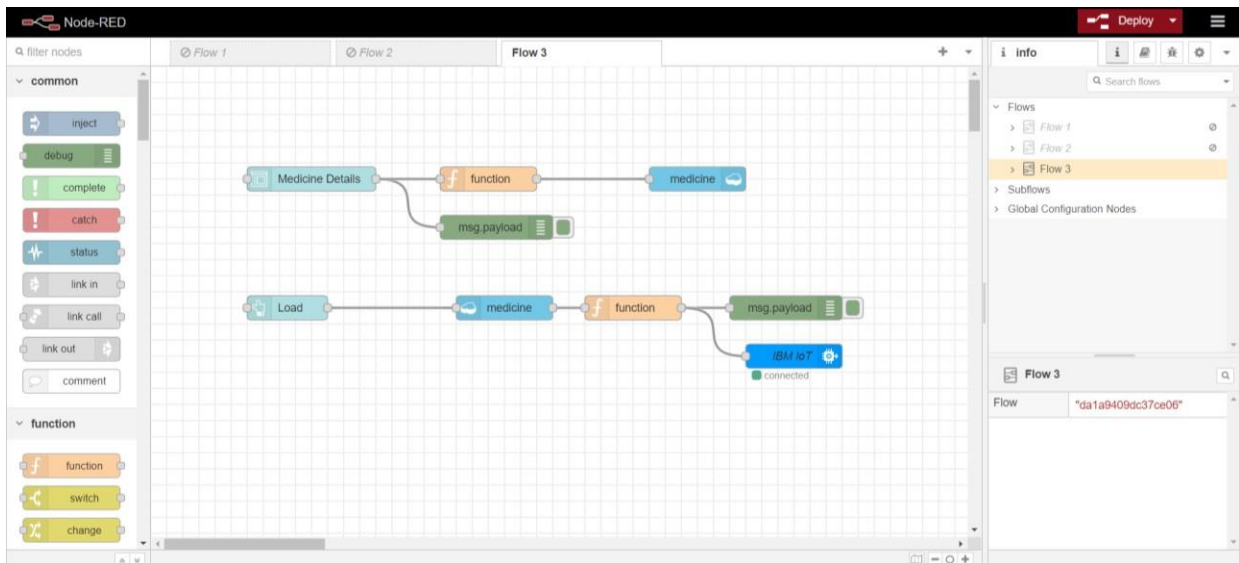 Node-RED
Deploy
filter nodes
Flow 1
Flow 2
Flow 3
i info
i
Search flows
common
inject
debug
complete
catch
status
link in
link call
link out
comment
function
function
switch
change
Medicine Details
function
medicine
msg.payload
Load
medicine
function
msg.payload
IBM IoT
connected
Flows
Flow 1
Flow 2
Flow 3
Subflows
Global Configuration Nodes
Flow 3
Flow "da1a9409dc37ce06"